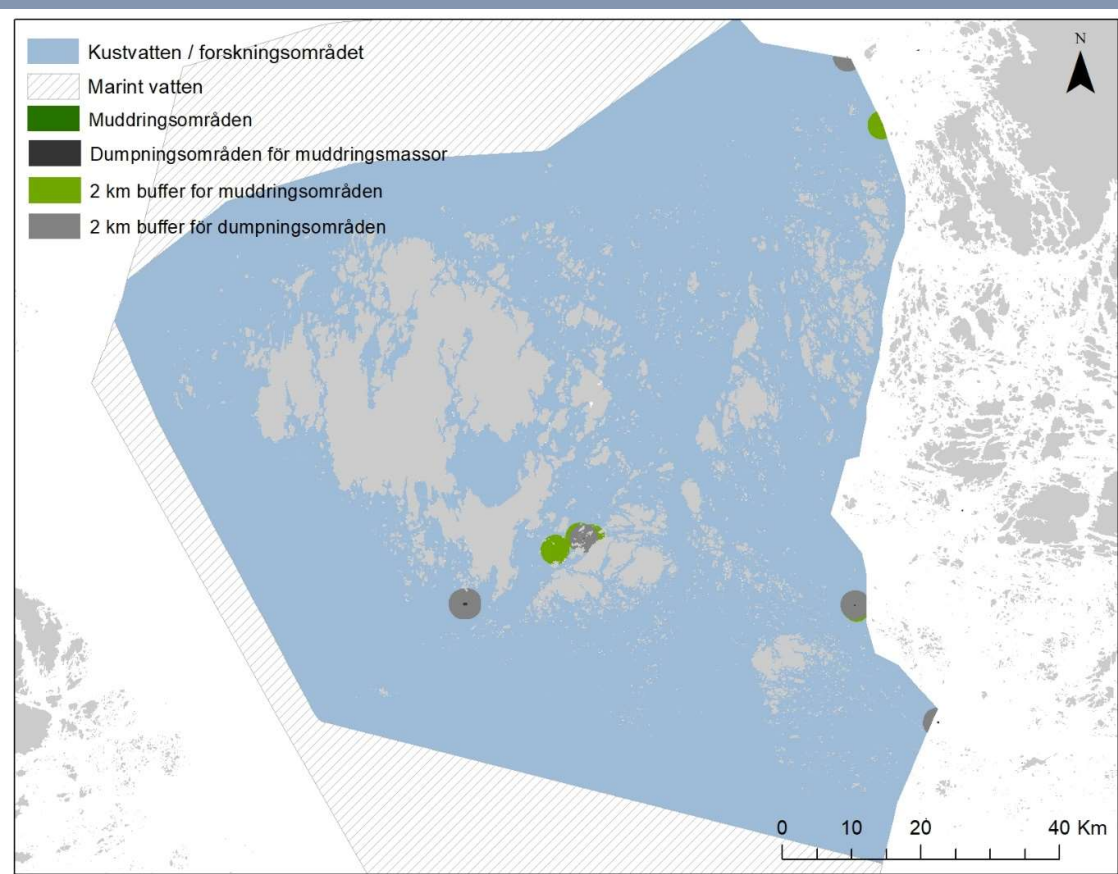 Kustvatten / forskningsområdet
Marint vatten
Muddringsområden
Dumpningsområden för muddringsmassor
2 km buffer for muddringsområden
2 km buffer för dumpningsområden
N
0 10 20 40 Km